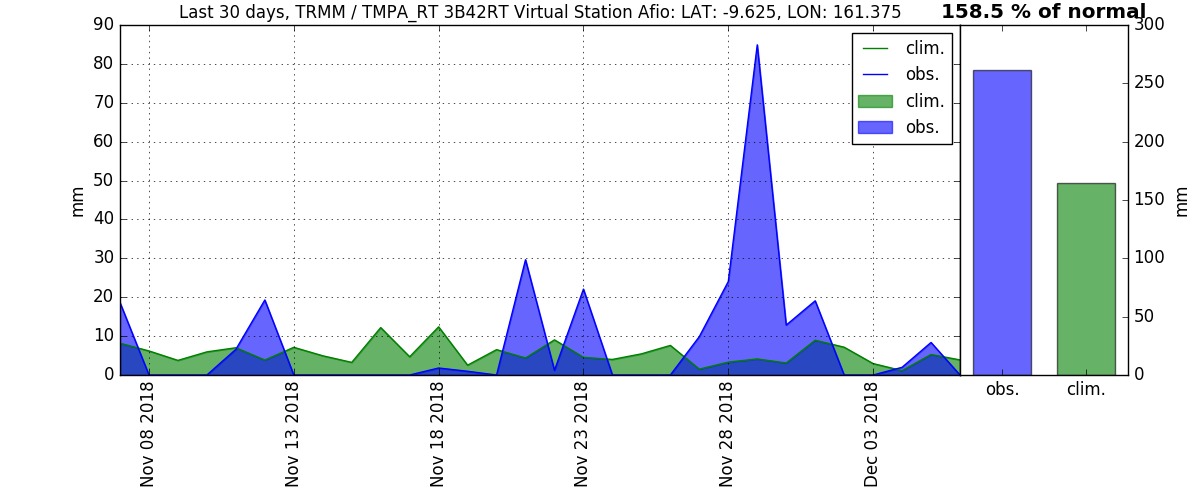 Last 30 days, TRMM / TMPA_RT 3B42RT Virtual Station Afio: LAT: -9.625, LON: 161.375
158.5 % of normal
90
80
70
60
50
40
30
20
10
0
mm
clim.
obs.
clim.
obs.
Nov 08 2018
Nov 13 2018
Nov 18 2018
Nov 23 2018
Nov 28 2018
Dec 03 2018
300
250
200
150
100
50
0
mm
obs.
clim.